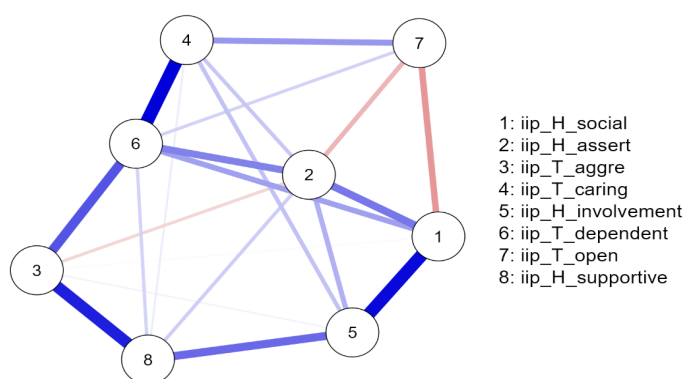 4
7
6
2
1
3
5
8
1: iip_H_social
2: iip_H_assert
3: iip_T_aggre
4: iip_T_caring
5: iip_H_involvement
6: iip_T_dependent
7: iip_T_open
8: iip_H_supportive